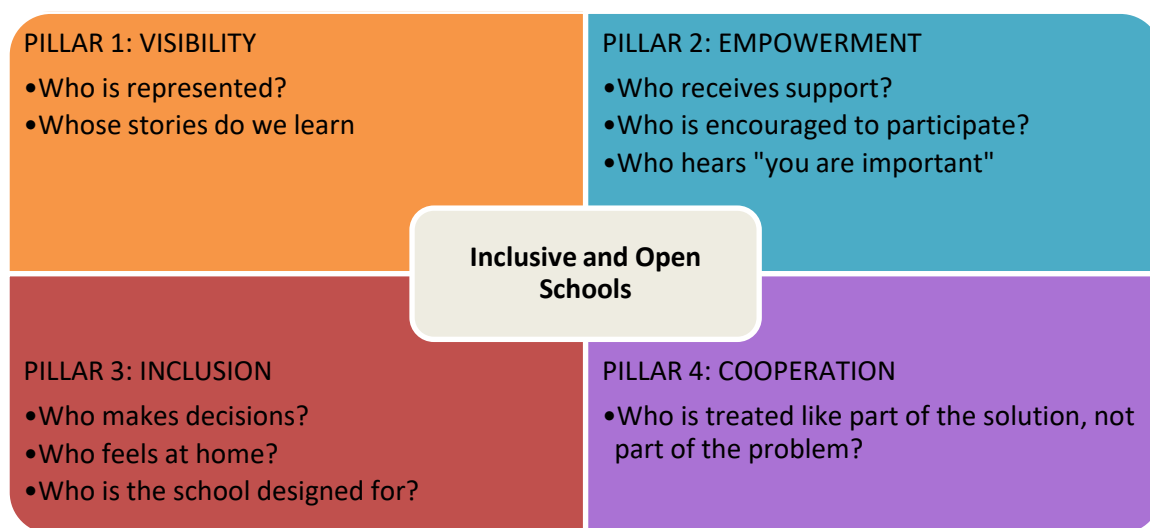 PILLAR 1: VISIBILITY
•Who is represented?
•Whose stories do we learn
PILLAR 2: EMPOWERMENT
•Who receives support?
•Who is encouraged to participate?
•Who hears "you are important"
Inclusive and Open
Schools
PILLAR 3: INCLUSION
•Who makes decisions?
•Who feels at home?
•Who is the school designed for?
PILLAR 4: COOPERATION
•Who is treated like part of the solution, not
part of the problem?